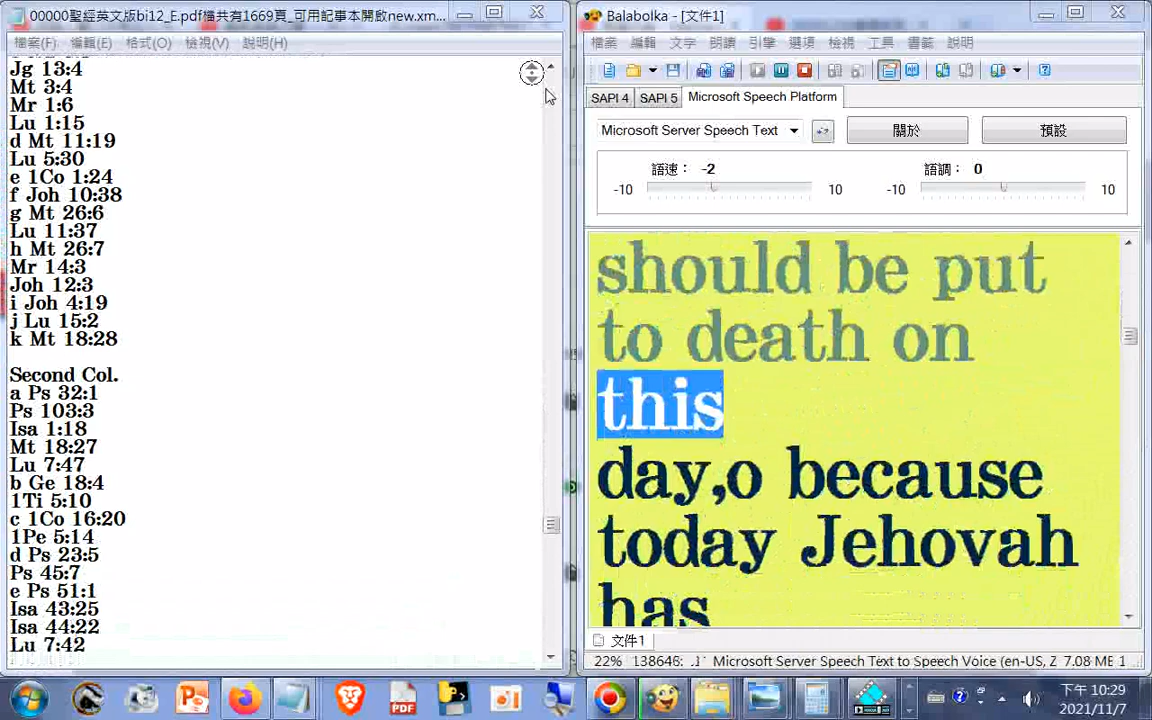 00000聖經英文版bi12_E.pdf檔共有1669頁_可用記事本開啟new.xm...
檔案(F) 編輯(E) 格式(O) 檢視(V) 說明(H)
Jg 13:4
Mt 3:4
Mr 1:6
Lu 1:15
d Mt 11:19
Lu 5:30
e 1Co 1:24
f Joh 10:38
g Mt 26:6
Lu 11:37
h Mt 26:7
Mr 14:3
Joh 12:3
i Joh 4:19
j Lu 15:2
k Mt 18:28
Second Col.
a Ps 32:1
Ps 103:3
Isa 1:18
Mt 18:27
Lu 7:47
b Ge 18:4
1Ti 5:10
c 1Co 16:20
1Pe 5:14
d Ps 23:5
Ps 45:7
e Ps 51:1
Isa 43:25
Isa 44:22
Lu 7:42
Balabolka - [文件1]
檔案 編輯 文字 朗讀 引擎 選項 檢視 工具 書籤 說明
SAPI 4 SAPI 5 Microsoft Speech Platform
Microsoft Server Speech Text 關於 預設
語速： -2 語調： 0
-10 10 -10 10
should be put
to death on
this
day,o because
today Jehovah
has
文件1
22% 138646: .1` Microsoft Server Speech Text to Speech Voice (en-US, Z 7.08 ME 1
下午 10:29
2021/11/7